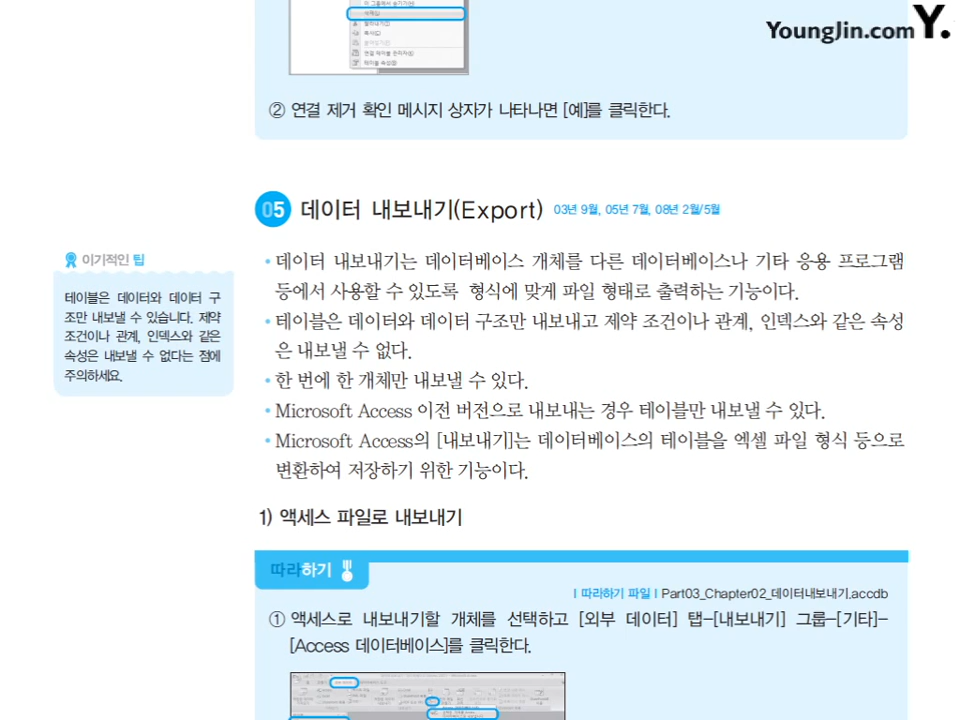 삭제(L)
YoungJin.com Y.
② 연결 제거 확인 메시지 상자가 나타나면 [예]를 클릭한다.
05 데이터 내보내기(Export) 03년 9월, 05년 7월, 08년 2월/5월
이기적인 팁
테이블은 데이터와 데이터 구
조만 내보낼 수 있습니다. 제약
조건이나 관계, 인덱스와 같은
속성은 내보낼 수 없다는 점에
주의하세요.
• 데이터 내보내기는 데이터베이스 개체를 다른 데이터베이스나 기타 응용 프로그램
등에서 사용할 수 있도록 형식에 맞게 파일 형태로 출력하는 기능이다.
• 테이블은 데이터와 데이터 구조만 내보내고 제약 조건이나 관계, 인덱스와 같은 속성
은 내보낼 수 없다.
• 한 번에 한 개체만 내보낼 수 있다.
• Microsoft Access 이전 버전으로 내보내는 경우 테이블만 내보낼 수 있다.
• Microsoft Access의 [내보내기]는 데이터베이스의 테이블을 엑셀 파일 형식 등으로
변환하여 저장하기 위한 기능이다.
1) 액세스 파일로 내보내기
따라하기
| 따라하기 파일 | Part03_Chapter02_데이터내보내기.accdb
① 액세스로 내보내기할 개체를 선택하고 [외부 데이터] 탭-[내보내기] 그룹-[기타]-
[Access 데이터베이스]를 클릭한다.